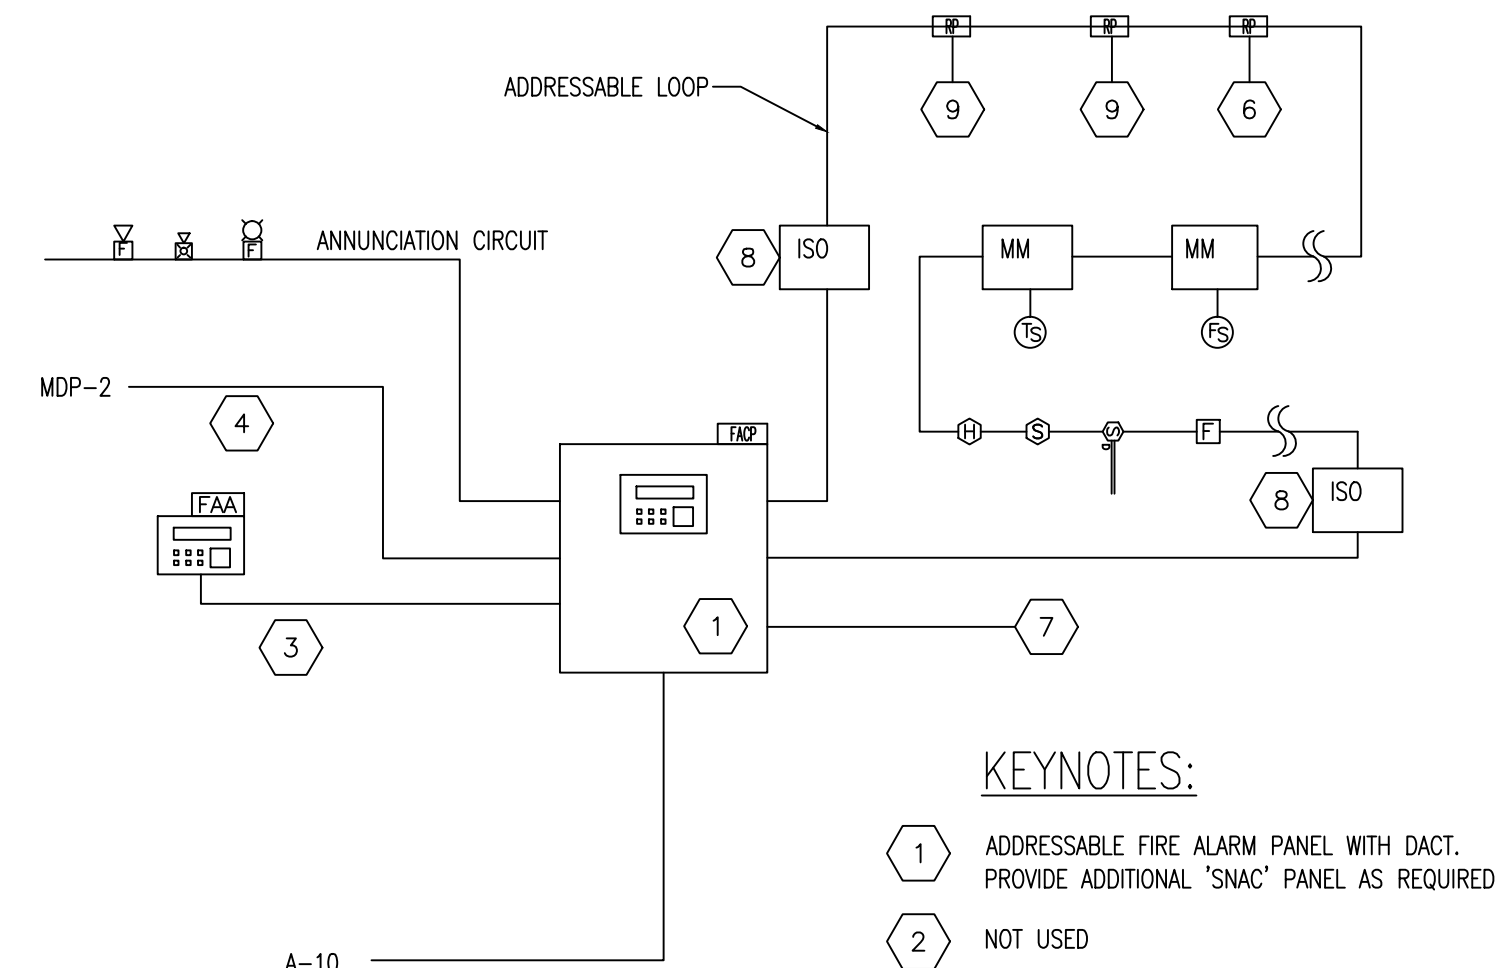 RP
RP
RP
ADDRESSABLE LOOP
9
9
6
F
F
ANNUNCIATION CIRCUIT
8
ISO
MM
MM
TS
FS
MDP-2
4
FACP
H
S
S
D
F
8
ISO
FAA
3
1
7
KEYNOTES:
1
ADDRESSABLE FIRE ALARM PANEL WITH DACT.
PROVIDE ADDITIONAL 'SNAC' PANEL AS REQUIRED
2
NOT USED
A-10